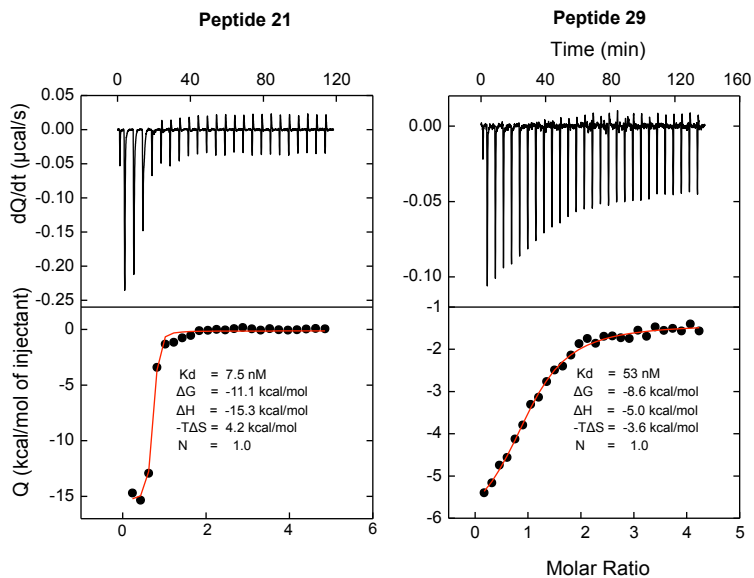 Peptide 21
Peptide 29
Time (min)
0 40 80 120
0 20 40 60 80 100 120 140
dQ/dt (μcal/s)
0.05
0.00
-0.05
-0.10
-0.15
-0.20
-0.25
0.00
-0.05
-0.10
Q (kcal/mol of injectant)
0
-5
-10
-15
Kd = 7.5 nM
ΔG = -11.1 kcal/mol
ΔH = -15.3 kcal/mol
-TΔS = 4.2 kcal/mol
N = 1.0
0 2 4 6
-1
-2
-3
-4
-5
-6
Kd = 53 nM
ΔG = -8.6 kcal/mol
ΔH = -5.0 kcal/mol
-TΔS = -3.6 kcal/mol
N = 1.0
0 1 2 3 4 5
Molar Ratio